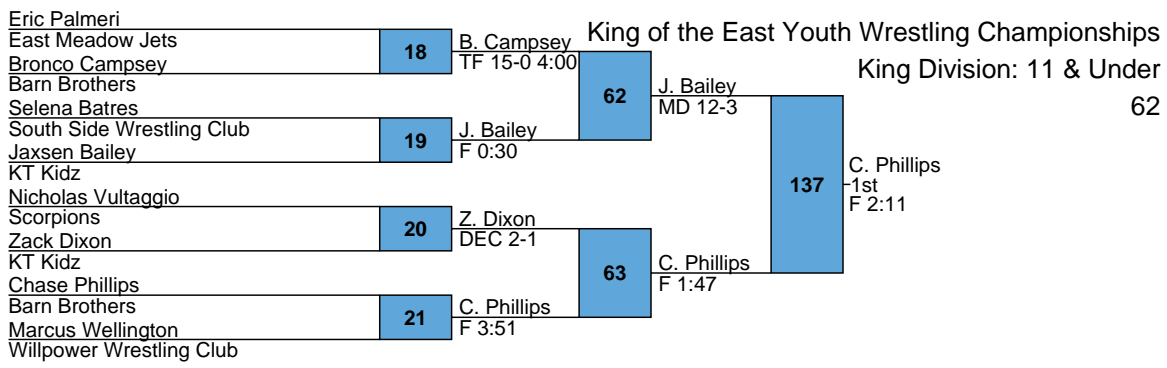 King of the East Youth Wrestling Championships
King Division: 11 & Under
62
Eric Palmeri
East Meadow Jets
18
Bronco Campsey
Barn Brothers
B. Campsey
TF 15-0 4:00
Selena Batres
South Side Wrestling Club
19
Jaxsen Bailey
KT Kidz
J. Bailey
F 0:30
62
J. Bailey
MD 12-3
Nicholas Vultaggio
Scorpions
20
Zack Dixon
KT Kidz
Z. Dixon
DEC 2-1
Chase Phillips
Barn Brothers
21
Marcus Wellington
Willpower Wrestling Club
C. Phillips
F 3:51
63
C. Phillips
F 1:47
137
C. Phillips
1st
F 2:11